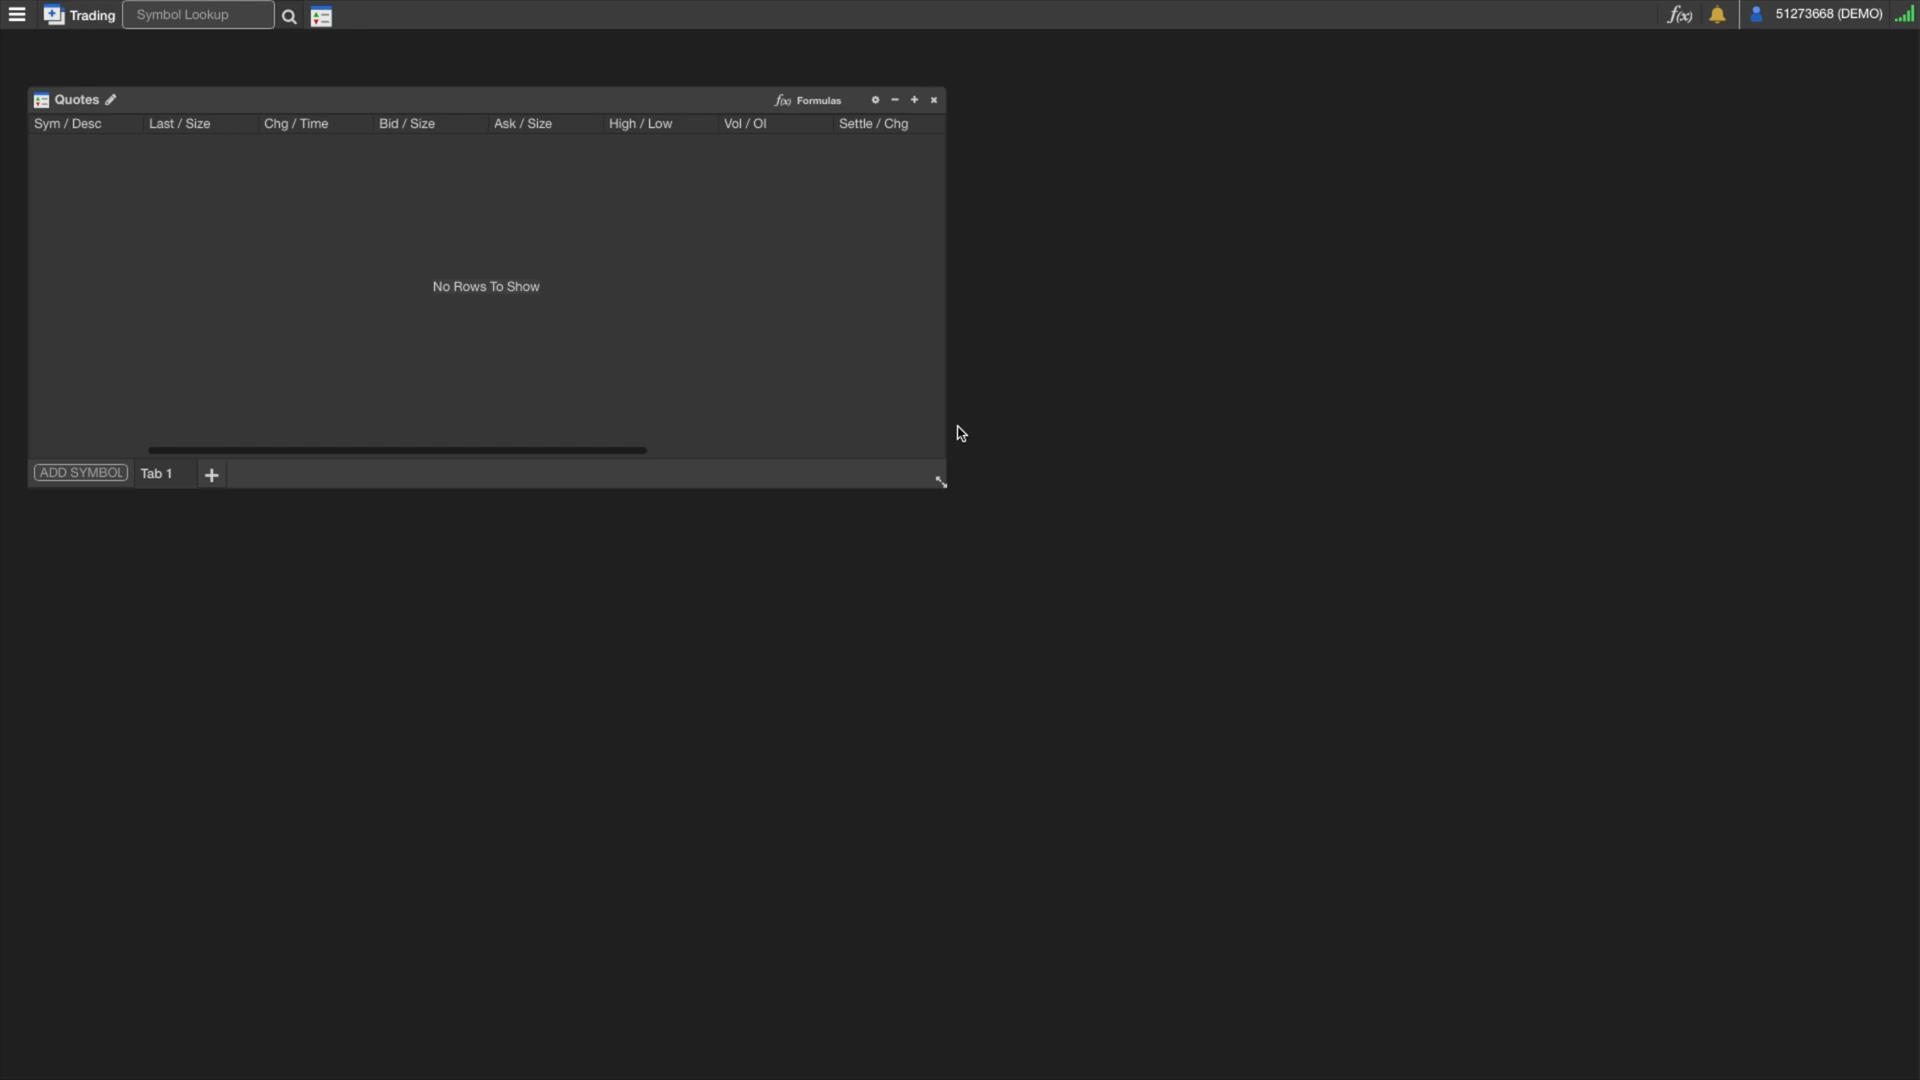 Trading Symbol Lookup f(x) 51273668 (DEMO)
Quotes f(x) Formulas
Sym / Desc Last / Size Chg / Time Bid / Size Ask / Size High / Low Vol / OI Settle / Chg
No Rows To Show
ADD SYMBOL Tab 1